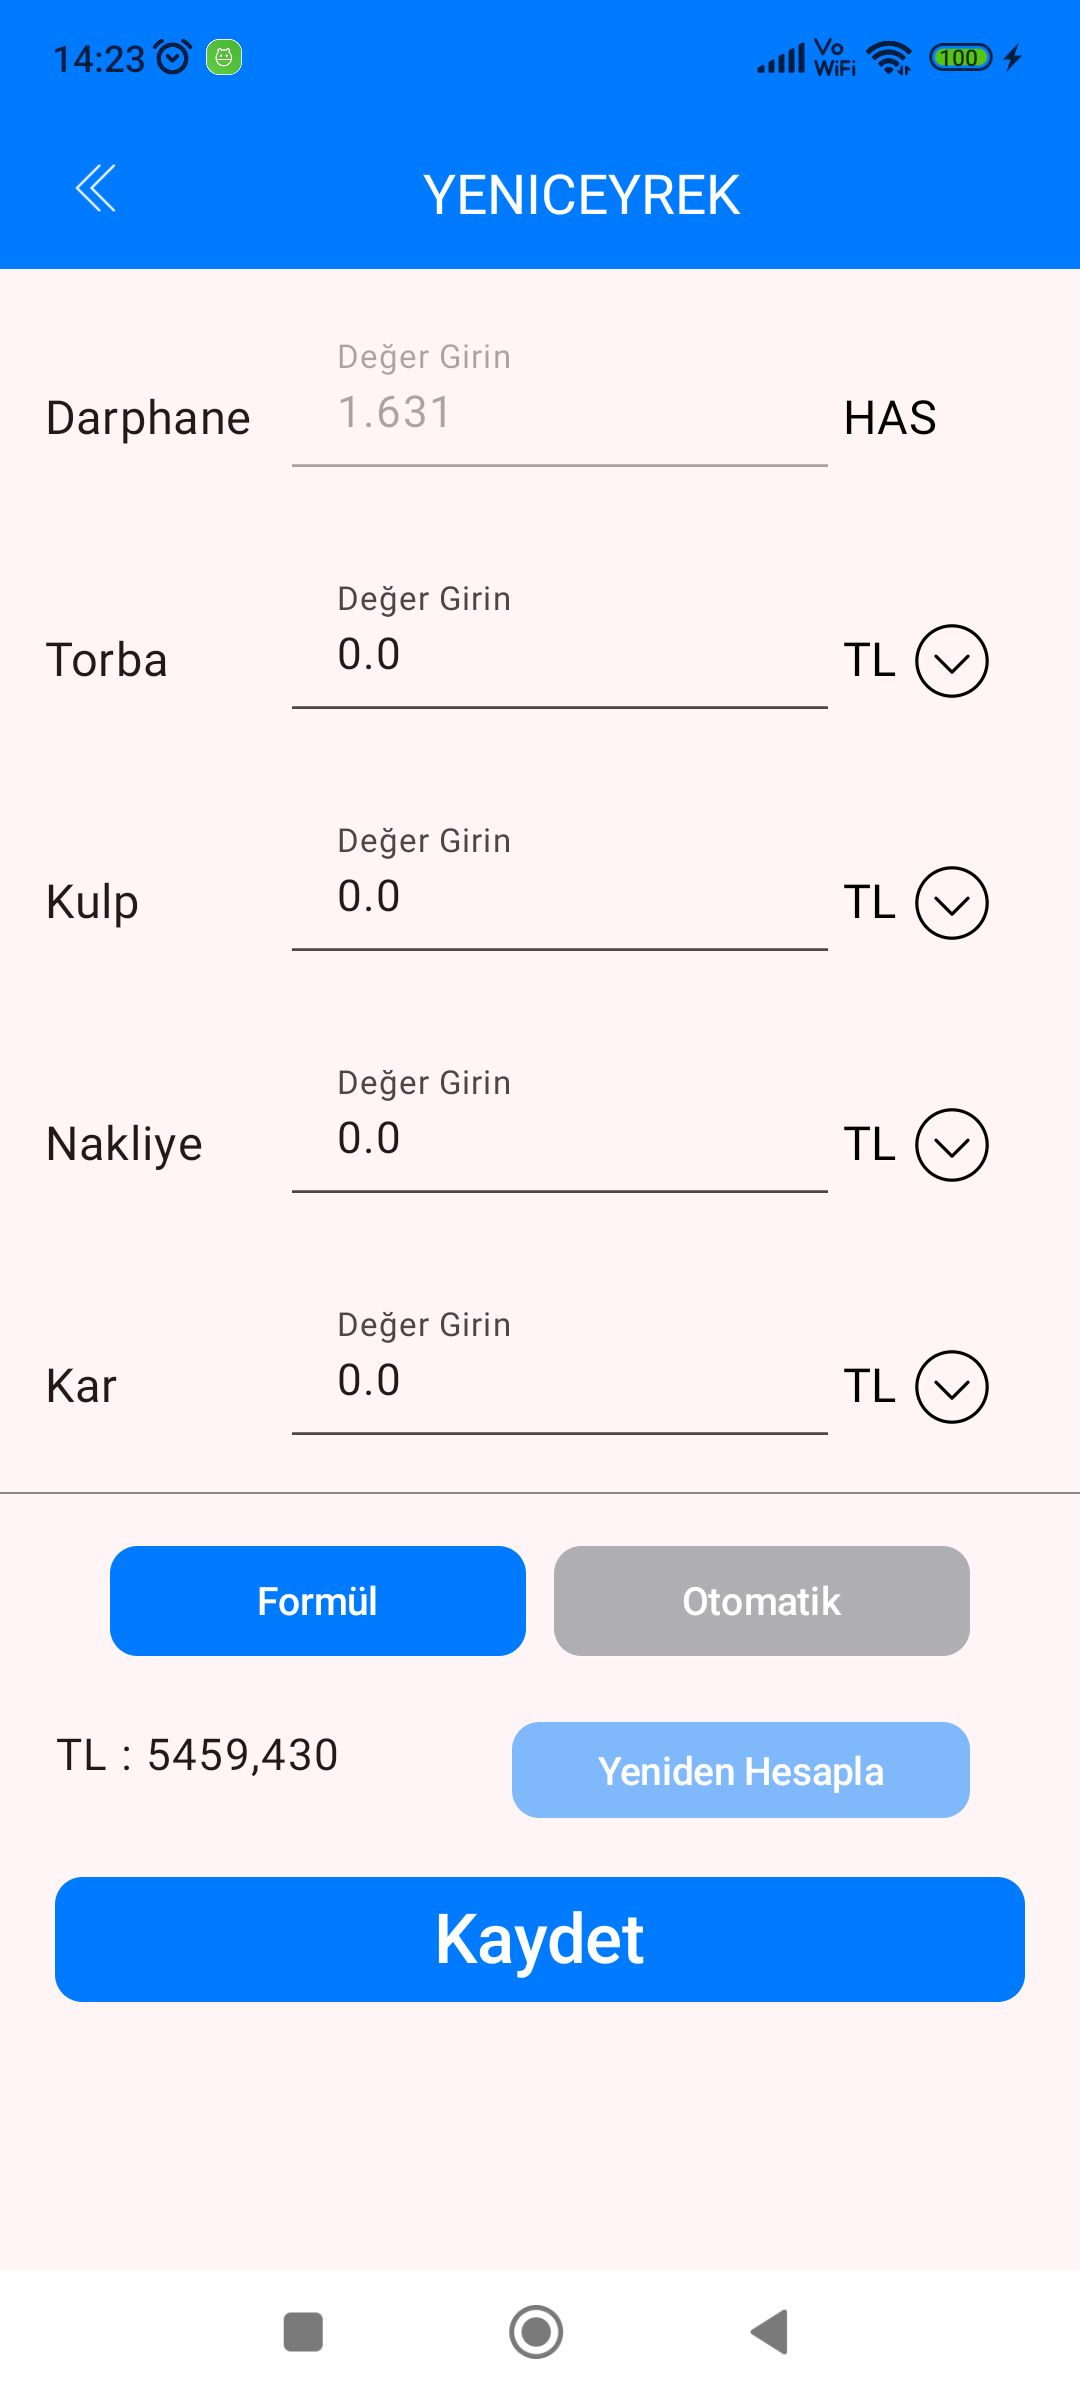 14:23 Vo WiFi 100
YENICEYREK
Değer Girin
Darphane 1.631 HAS
Değer Girin
Torba 0.0 TL
Değer Girin
Kulp 0.0 TL
Değer Girin
Nakliye 0.0 TL
Değer Girin
Kar 0.0 TL
Formül Otomatik
TL : 5459,430 Yeniden Hesapla
Kaydet